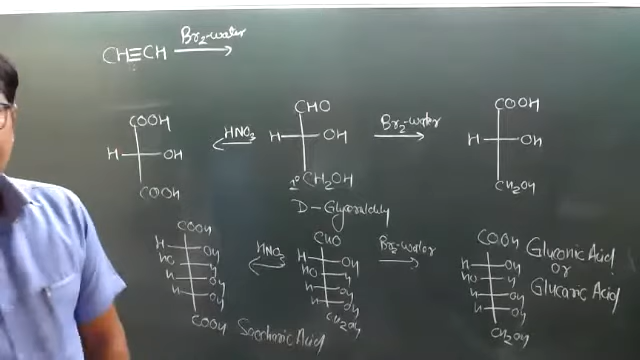 CH≡CH Br2-water
COOH
H OH
COOH
HNO3
CHO
H OH
1° CH2OH
D-Glyceraldehy
Br2-water
COOH
H OH
CH2OH
COOH
H OH
HO H
H OH
H OH
COOH
Saccharic Acid
HNO3
CHO
H OH
HO H
H OH
H OH
CH2OH
Br2-water
COOH
H OH
HO H
H OH
H OH
CH2OH
Gluconic Acid
or
Glucaric Acid